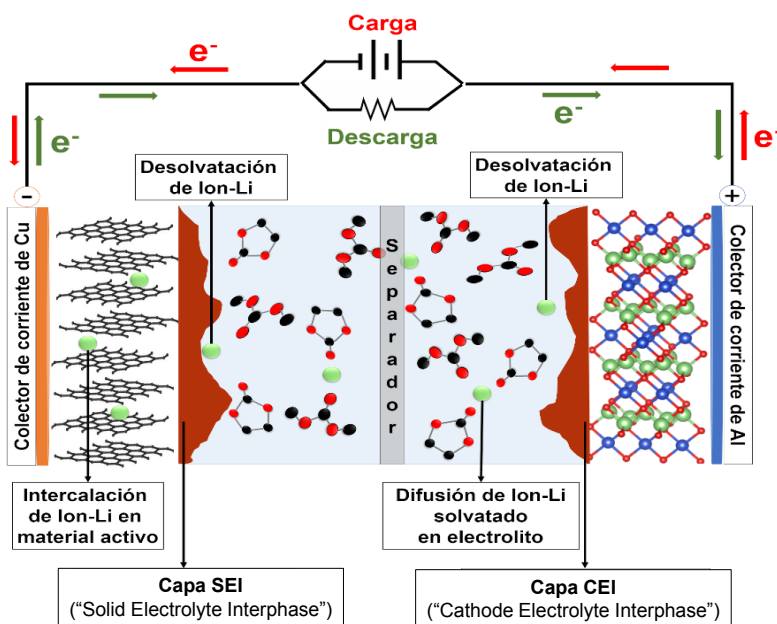 Carga
e-
e-
Descarga
e-
e-
e-
Desolvatación
de Ion-Li
Desolvatación
de Ion-Li
−
+
Colector de corriente de Cu
Separador
Colector de corriente de Al
Intercalación
de Ion-Li en
material activo
Difusión de Ion-Li
solvatado
en electrolito
Capa SEI
(“Solid Electrolyte Interphase”)
Capa CEI
(“Cathode Electrolyte Interphase”)